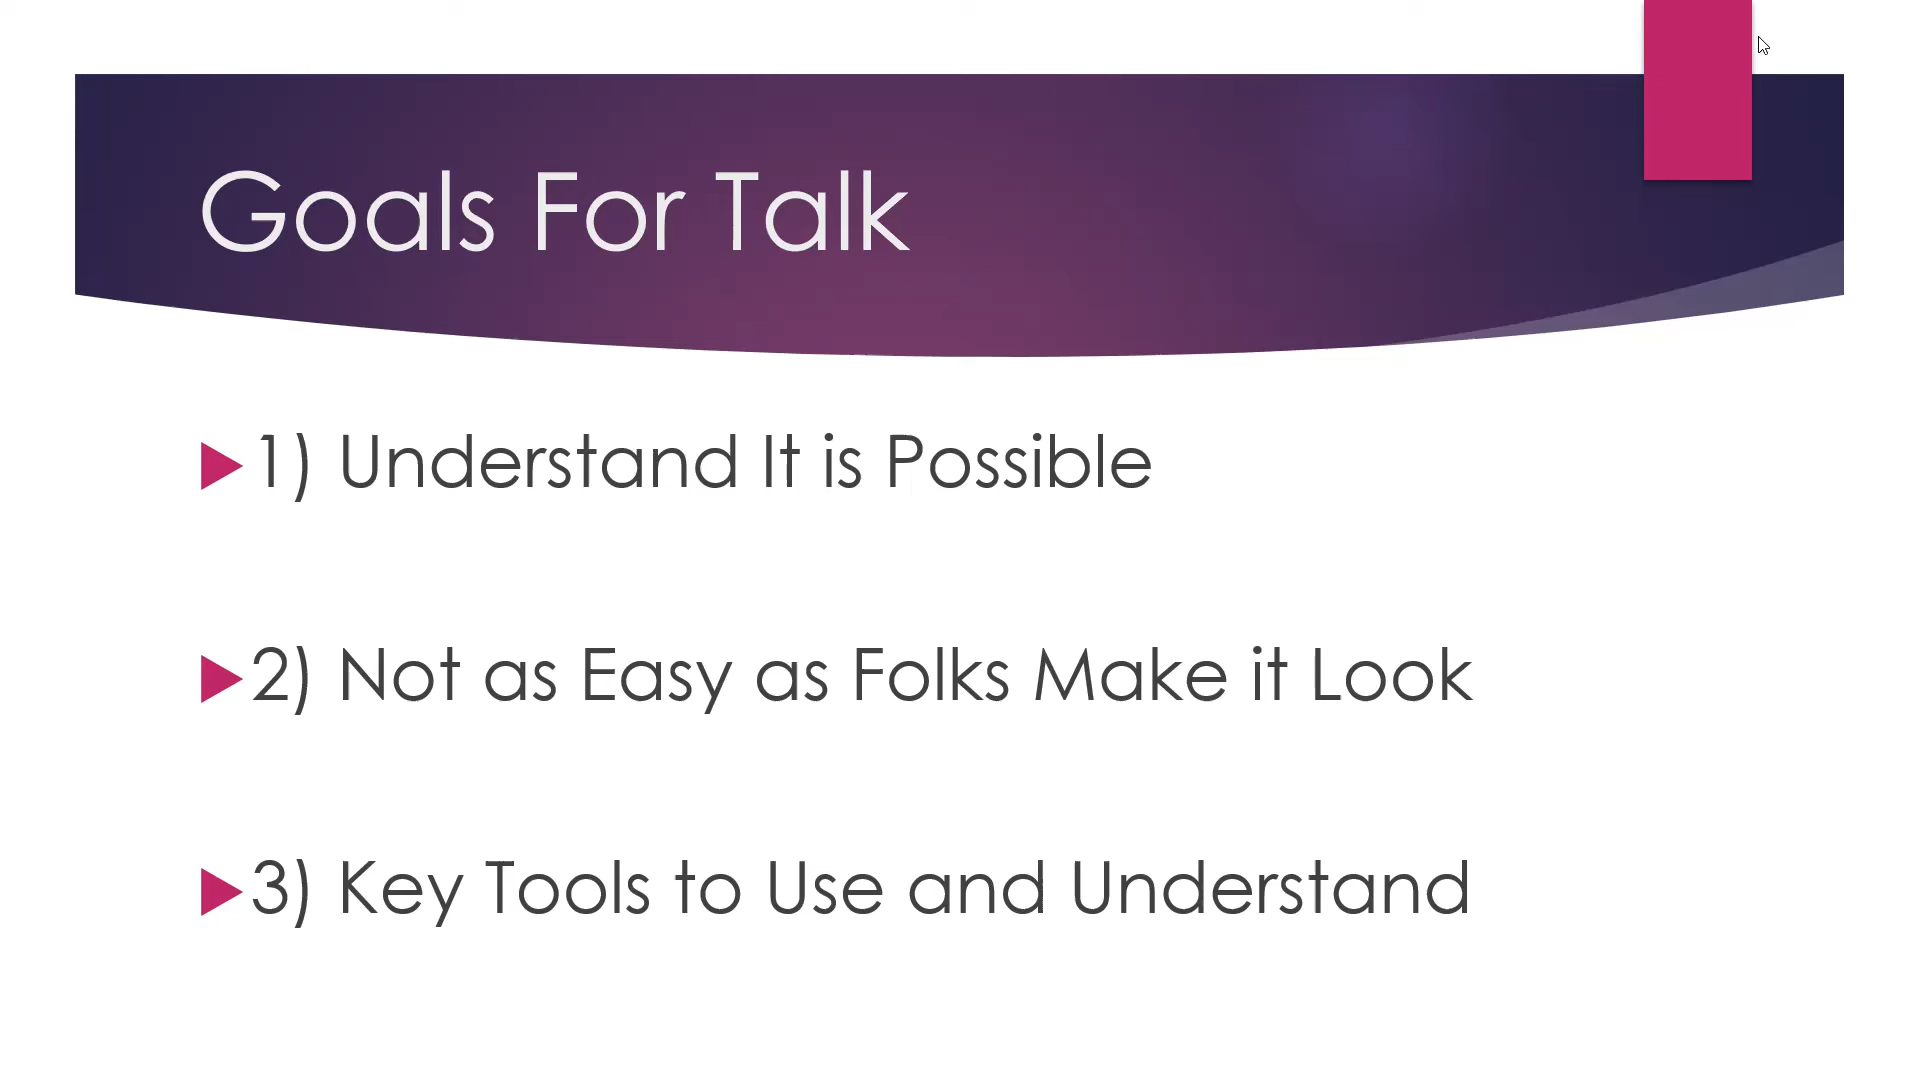 Goals For Talk
1) Understand It is Possible
2) Not as Easy as Folks Make it Look
3) Key Tools to Use and Understand